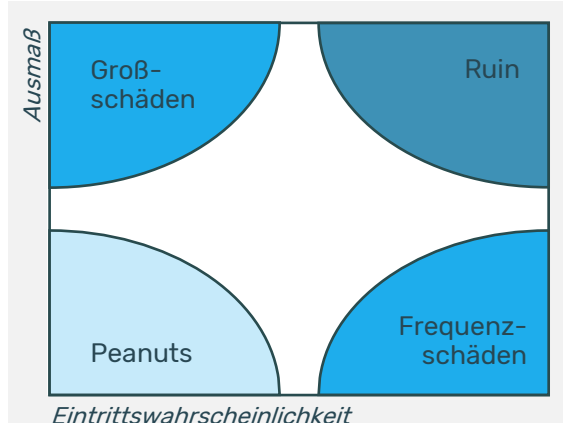 Ausmaß
Groß-
schäden
Ruin
Peanuts
Frequenz-
schäden
Eintrittswahrscheinlichkeit